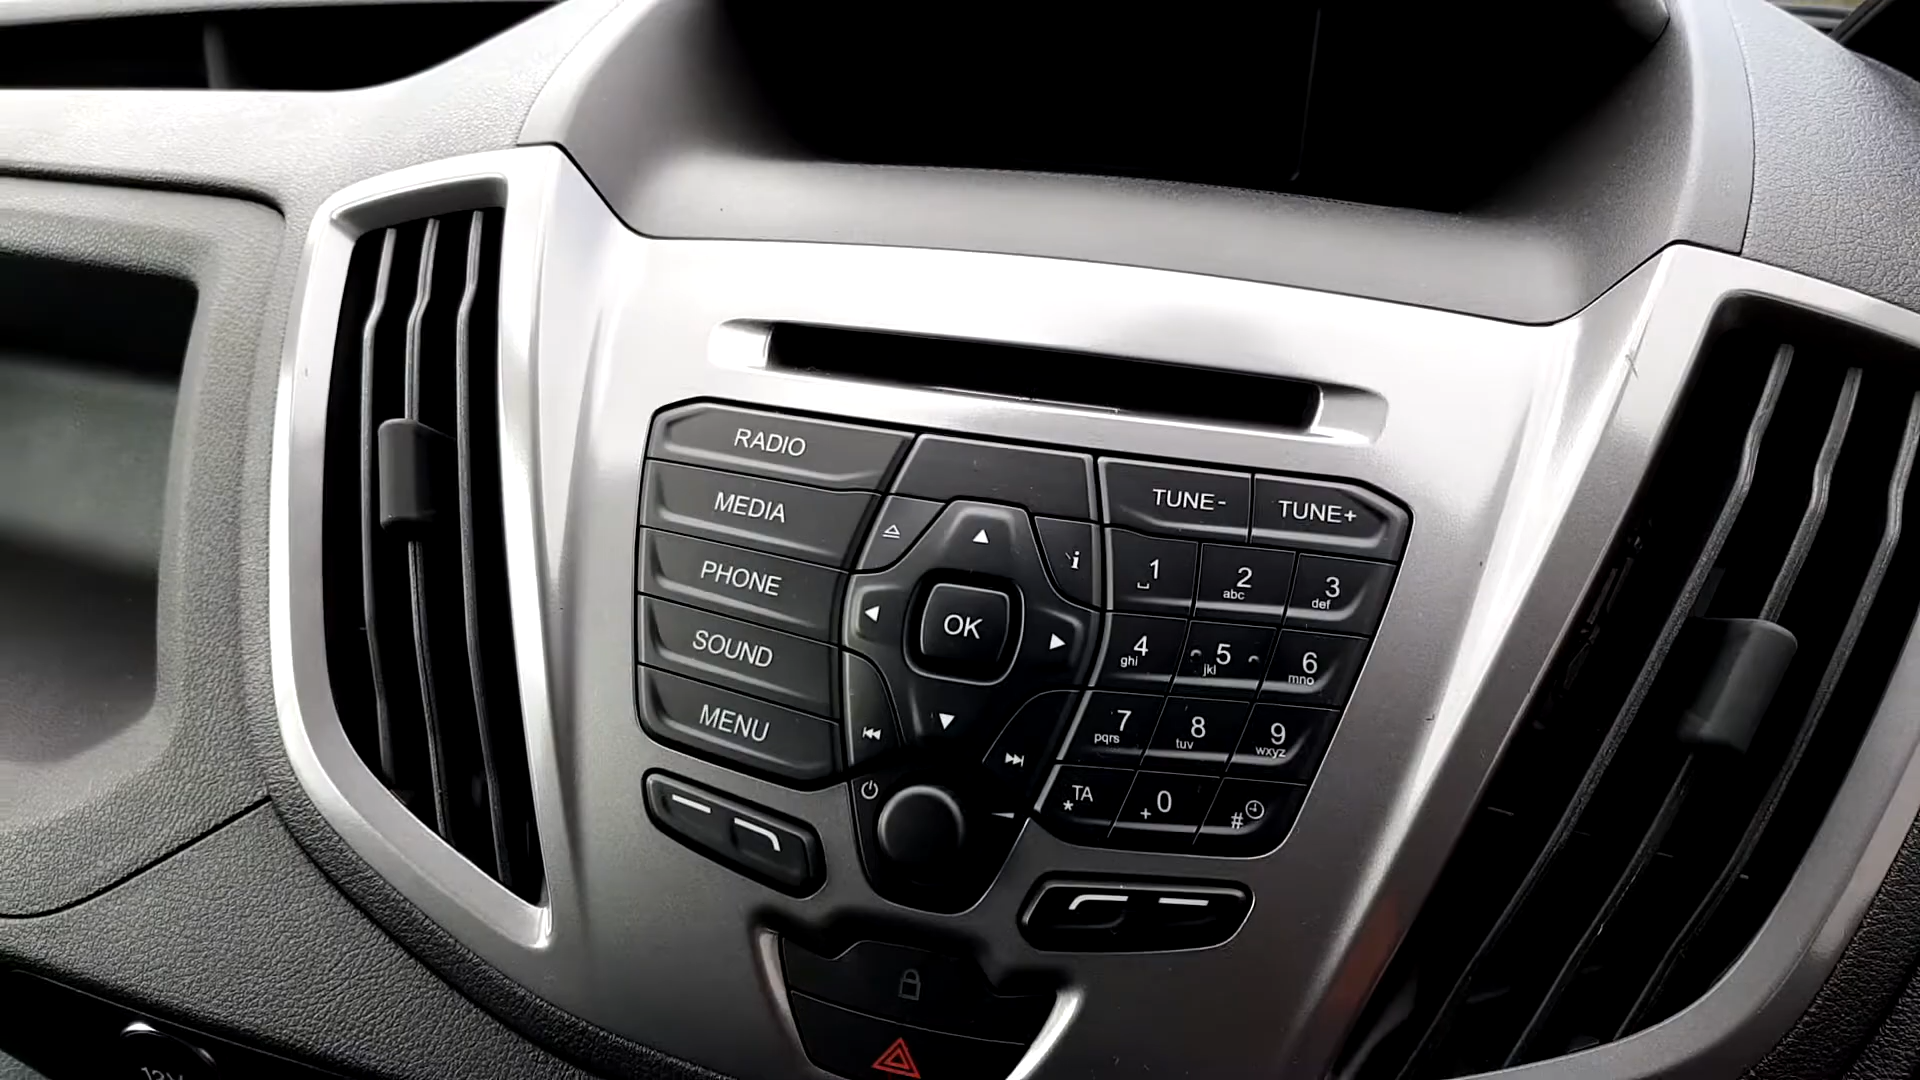 RADIO
MEDIA
PHONE
SOUND
MENU
OK
i
TUNE- TUNE+
1 2 abc 3 def
4 ghi 5 jkl 6 mno
7 pqrs 8 tuv 9 wxyz
* TA 0 + #
12V